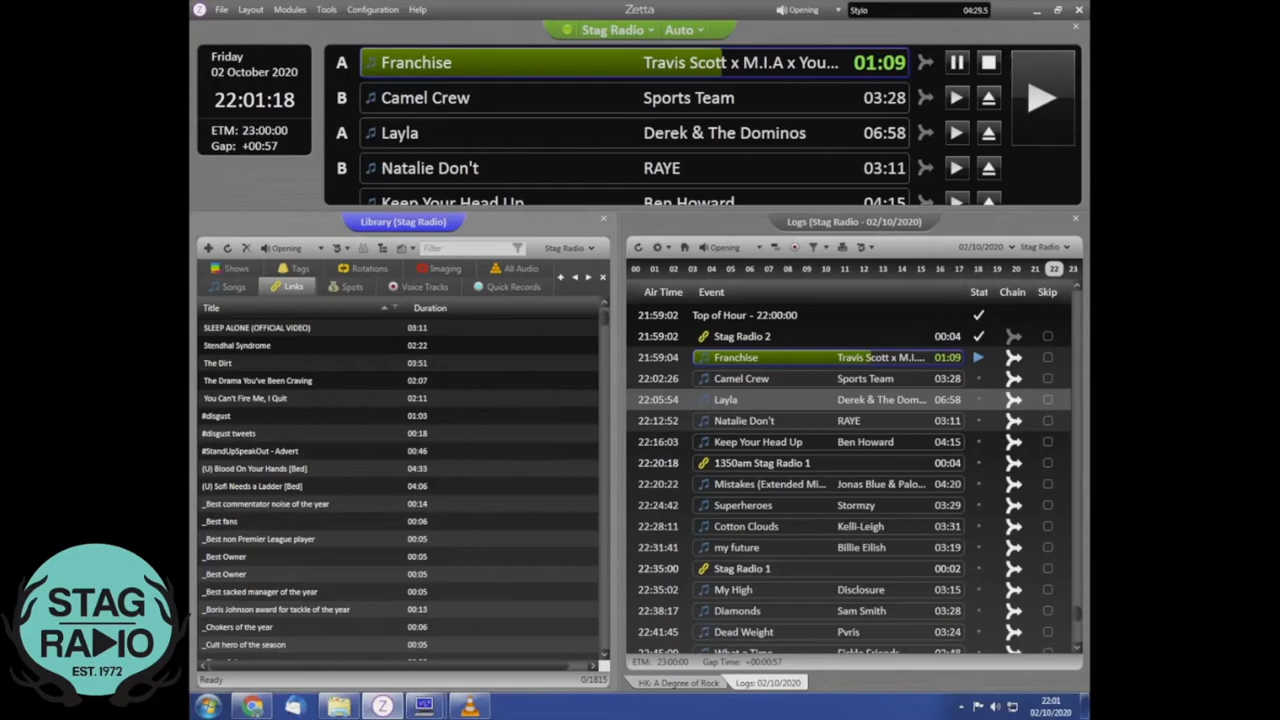 File Layout Modules Tools Configuration Help
Zetta
Opening
Stylo 04:29.5
Stag Radio Auto
Friday
02 October 2020
22:01:18
ETM: 23:00:00
Gap: +00:57
A Franchise Travis Scott x M.I.A x You... 01:09
B Camel Crew Sports Team 03:28
A Layla Derek & The Dominos 06:58
B Natalie Don't RAYE 03:11
Keep Your Head Up Ben Howard 04:15
Library (Stag Radio)
Opening Filter Stag Radio
Shows Tags Rotations Imaging All Audio
Songs Links Spots Voice Tracks Quick Records
Title Duration
SLEEP ALONE (OFFICIAL VIDEO) 03:11
Stendhal Syndrome 02:22
The Dirt 03:51
The Drama You've Been Craving 02:07
You Can't Fire Me, I Quit 02:11
#disgust 01:03
#disgust tweets 00:18
#StandUpSpeakOut - Advert 00:46
(U) Blood On Your Hands [Bed] 04:33
(U) Sofi Needs a Ladder [Bed] 04:06
_Best commentator noise of the year 00:14
_Best fans 00:06
_Best non Premier League player 00:05
_Best Owner 00:05
_Best Owner 00:05
_Best sacked manager of the year 00:05
_Boris Johnson award for tackle of the year 00:13
_Chokers of the year 00:06
_Cult hero of the season 00:05
Ready 0/1815
Logs (Stag Radio - 02/10/2020)
Opening 02/10/2020 Stag Radio
00 01 02 03 04 05 06 07 08 09 10 11 12 13 14 15 16 17 18 19 20 21 22 23
Air Time Event Stat Chain Skip
21:59:02 Top of Hour - 22:00:00
21:59:02 Stag Radio 2 00:04
21:59:04 Franchise Travis Scott x M.I.... 01:09
22:02:26 Camel Crew Sports Team 03:28
22:05:54 Layla Derek & The Dom... 06:58
22:12:52 Natalie Don't RAYE 03:11
22:16:03 Keep Your Head Up Ben Howard 04:15
22:20:18 1350am Stag Radio 1 00:04
22:20:22 Mistakes (Extended Mi... Jonas Blue & Palo... 04:20
22:24:42 Superheroes Stormzy 03:29
22:28:11 Cotton Clouds Kelli-Leigh 03:31
22:31:41 my future Billie Eilish 03:19
22:35:00 Stag Radio 1 00:02
22:35:00 My High Disclosure 03:15
22:38:17 Diamonds Sam Smith 03:28
22:41:45 Dead Weight Pvris 03:24
What a Time Fickle Friends
ETM: 23:00:00 Gap Time: +00:00:57
HK: A Degree of Rock Logs: 02/10/2020
STAG
RADIO
EST. 1972
22:01
02/10/2020